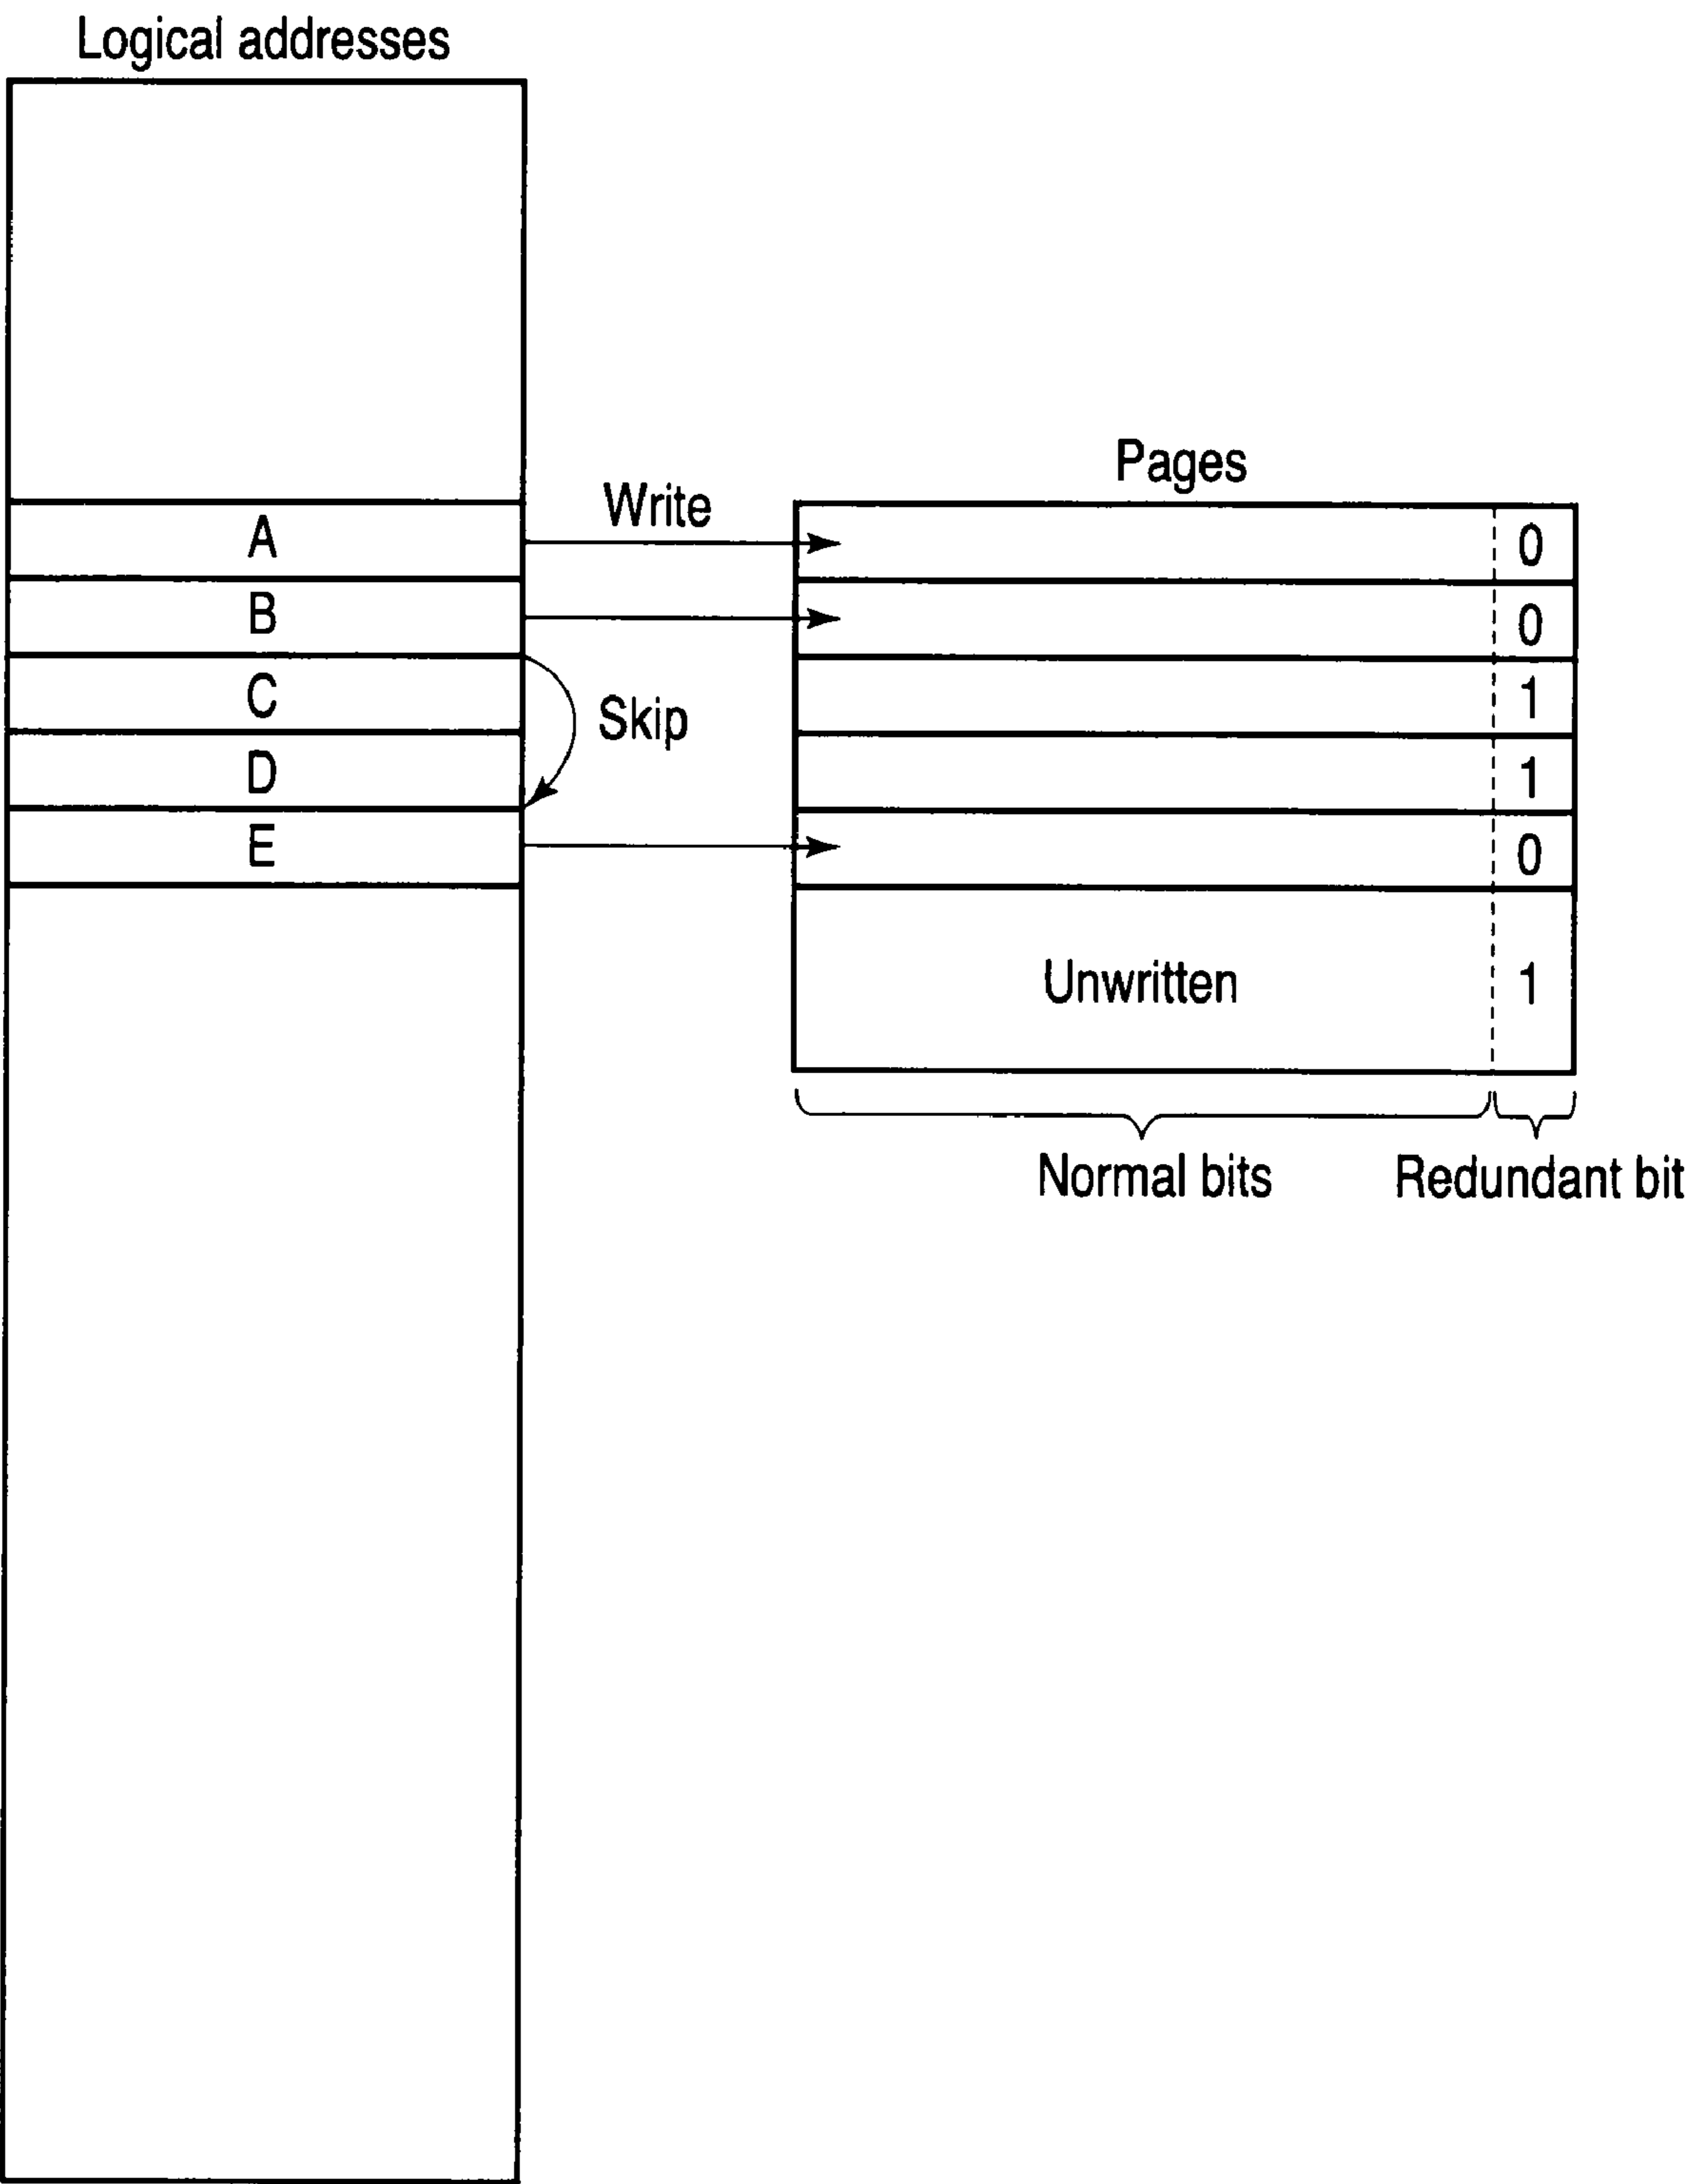 Logical addresses
Pages
Write
A
0
B
0
C
Skip
1
D
1
E
0
Unwritten
1
Normal bits
Redundant bit